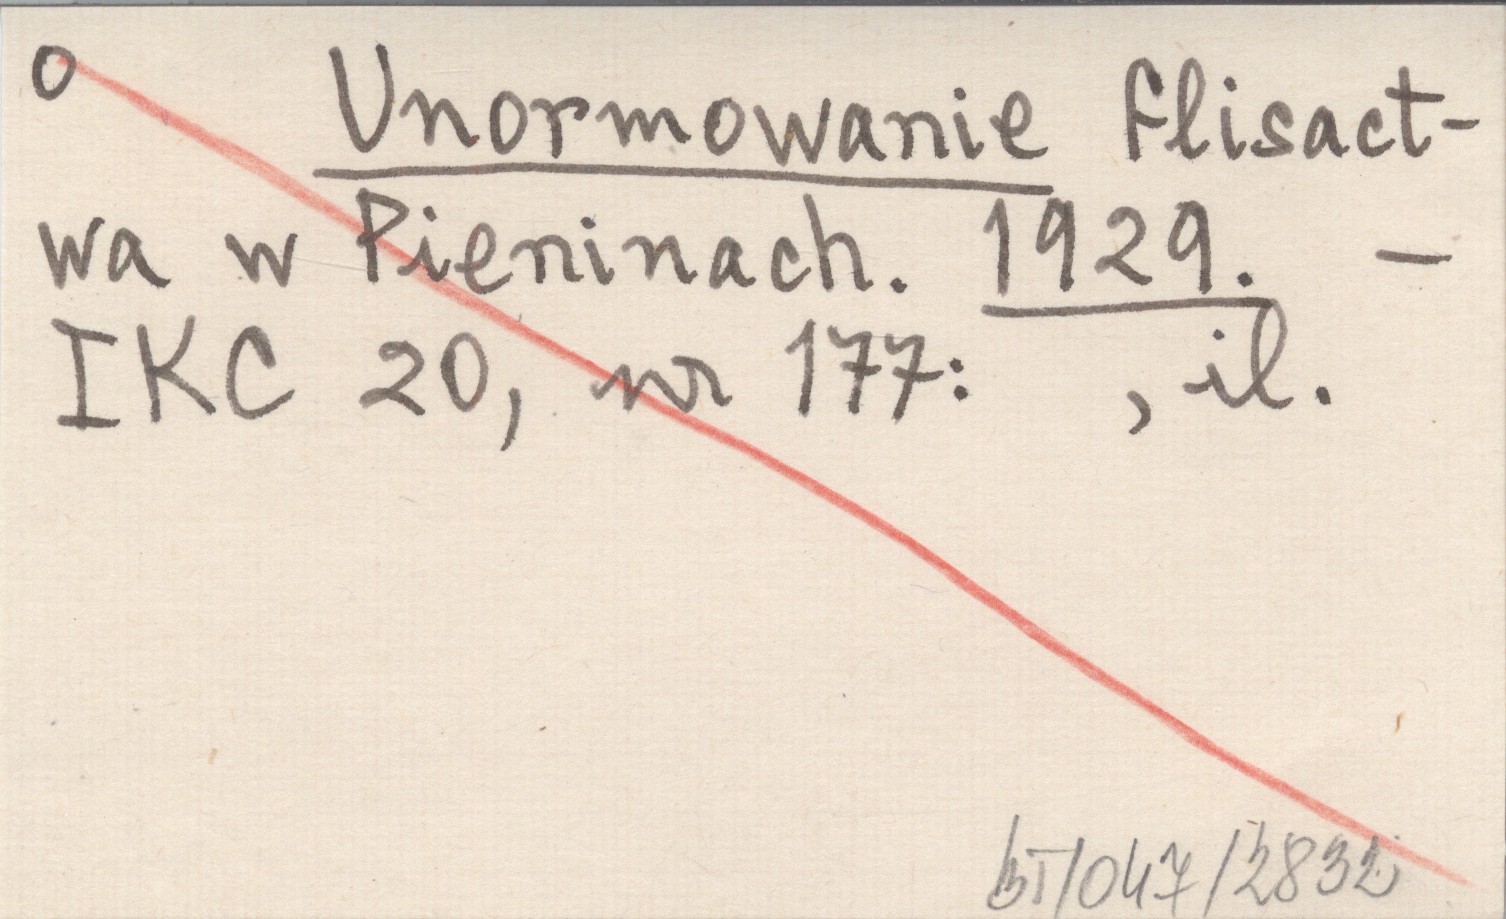 o Unormowanie flisact-
wa w Pieninach. 1929. –
IKC 20, nr 177: , il.
bT/047/2832